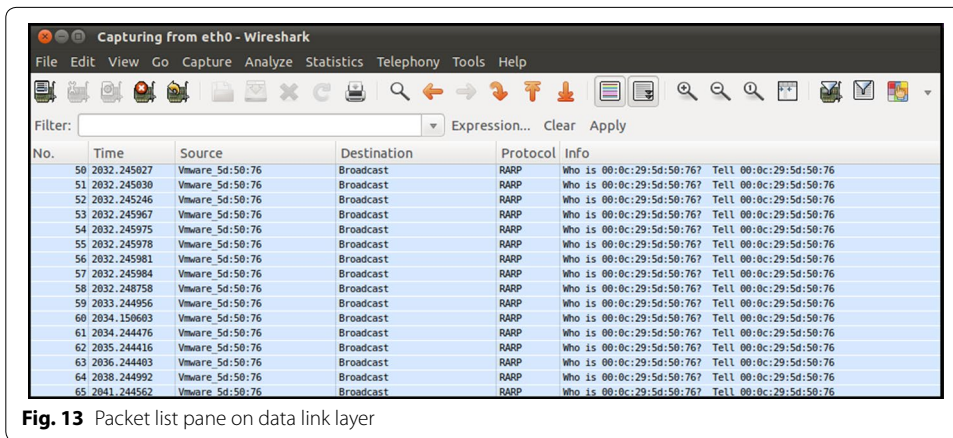 Capturing from eth0 - Wireshark
File Edit View Go Capture Analyze Statistics Telephony Tools Help
Filter: Expression... Clear Apply
No. Time Source Destination Protocol Info
50 2032.245027 Vmware_5d:50:76 Broadcast RARP Who is 00:0c:29:5d:50:76? Tell 00:0c:29:5d:50:76
51 2032.245030 Vmware_5d:50:76 Broadcast RARP Who is 00:0c:29:5d:50:76? Tell 00:0c:29:5d:50:76
52 2032.245246 Vmware_5d:50:76 Broadcast RARP Who is 00:0c:29:5d:50:76? Tell 00:0c:29:5d:50:76
53 2032.245967 Vmware_5d:50:76 Broadcast RARP Who is 00:0c:29:5d:50:76? Tell 00:0c:29:5d:50:76
54 2032.245975 Vmware_5d:50:76 Broadcast RARP Who is 00:0c:29:5d:50:76? Tell 00:0c:29:5d:50:76
55 2032.245978 Vmware_5d:50:76 Broadcast RARP Who is 00:0c:29:5d:50:76? Tell 00:0c:29:5d:50:76
56 2032.245981 Vmware_5d:50:76 Broadcast RARP Who is 00:0c:29:5d:50:76? Tell 00:0c:29:5d:50:76
57 2032.245984 Vmware_5d:50:76 Broadcast RARP Who is 00:0c:29:5d:50:76? Tell 00:0c:29:5d:50:76
58 2032.248758 Vmware_5d:50:76 Broadcast RARP Who is 00:0c:29:5d:50:76? Tell 00:0c:29:5d:50:76
59 2033.244956 Vmware_5d:50:76 Broadcast RARP Who is 00:0c:29:5d:50:76? Tell 00:0c:29:5d:50:76
60 2034.150603 Vmware_5d:50:76 Broadcast RARP Who is 00:0c:29:5d:50:76? Tell 00:0c:29:5d:50:76
61 2034.244476 Vmware_5d:50:76 Broadcast RARP Who is 00:0c:29:5d:50:76? Tell 00:0c:29:5d:50:76
62 2035.244416 Vmware_5d:50:76 Broadcast RARP Who is 00:0c:29:5d:50:76? Tell 00:0c:29:5d:50:76
63 2036.244403 Vmware_5d:50:76 Broadcast RARP Who is 00:0c:29:5d:50:76? Tell 00:0c:29:5d:50:76
64 2038.244992 Vmware_5d:50:76 Broadcast RARP Who is 00:0c:29:5d:50:76? Tell 00:0c:29:5d:50:76
65 2041.244562 Vmware_5d:50:76 Broadcast RARP Who is 00:0c:29:5d:50:76? Tell 00:0c:29:5d:50:76
Fig. 13 Packet list pane on data link layer